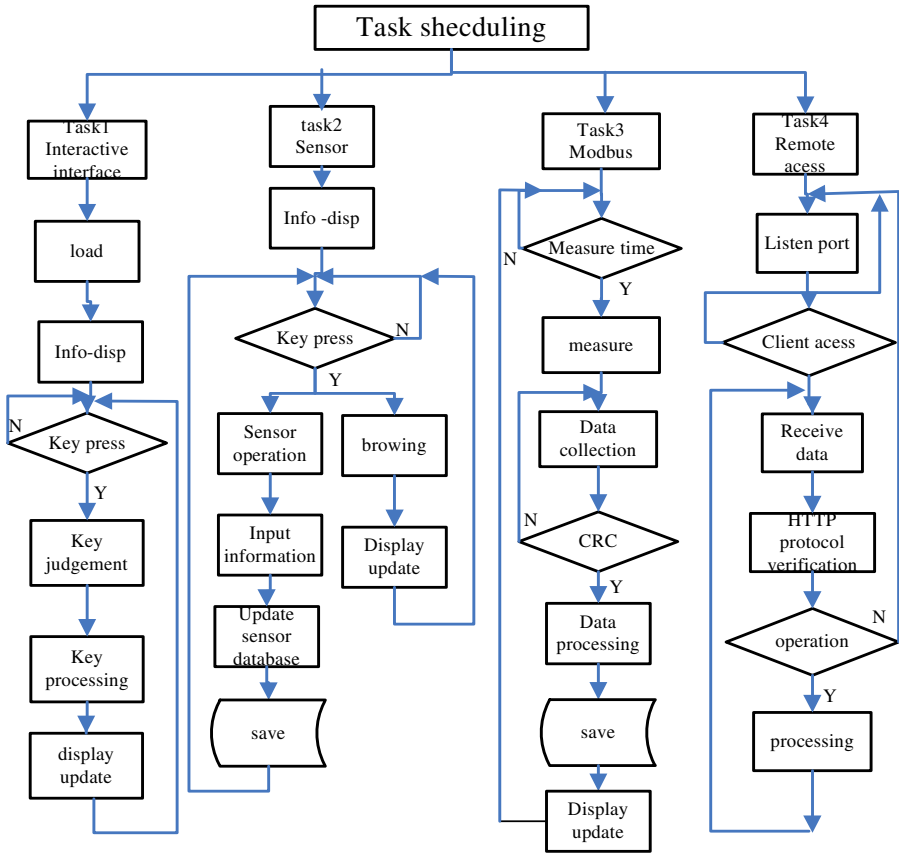 Task shecduling
Task1
Interactive
interface
load
Info-disp
N
Key press
Y
Key
judgement
Key
processing
display
update
task2
Sensor
Info -disp
Key press
N
Y
Sensor
operation
Input
information
Update
sensor
database
save
browing
Display
update
Task3
Modbus
Measure time
N
Y
measure
Data
collection
N
CRC
Y
Data
processing
save
Display
update
Task4
Remote
acess
Listen port
Client acess
Receive
data
HTTP
protocol
verification
N
operation
Y
processing